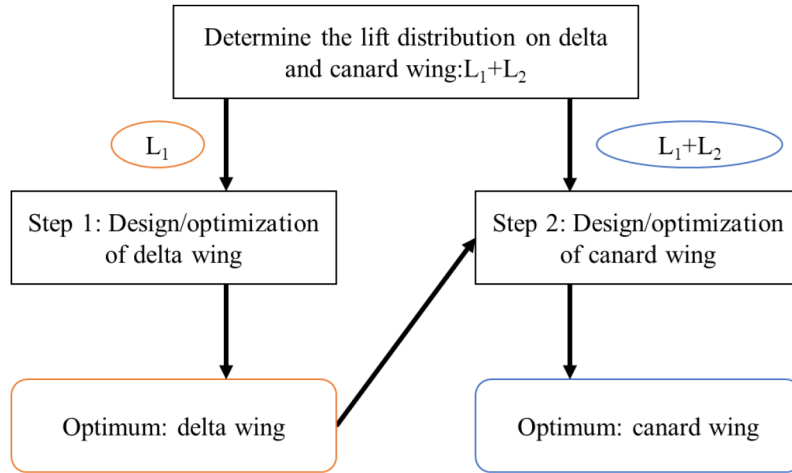 Determine the lift distribution on delta
and canard wing:L₁+L₂
L₁
L₁+L₂
Step 1: Design/optimization
of delta wing
Step 2: Design/optimization
of canard wing
Optimum: delta wing
Optimum: canard wing